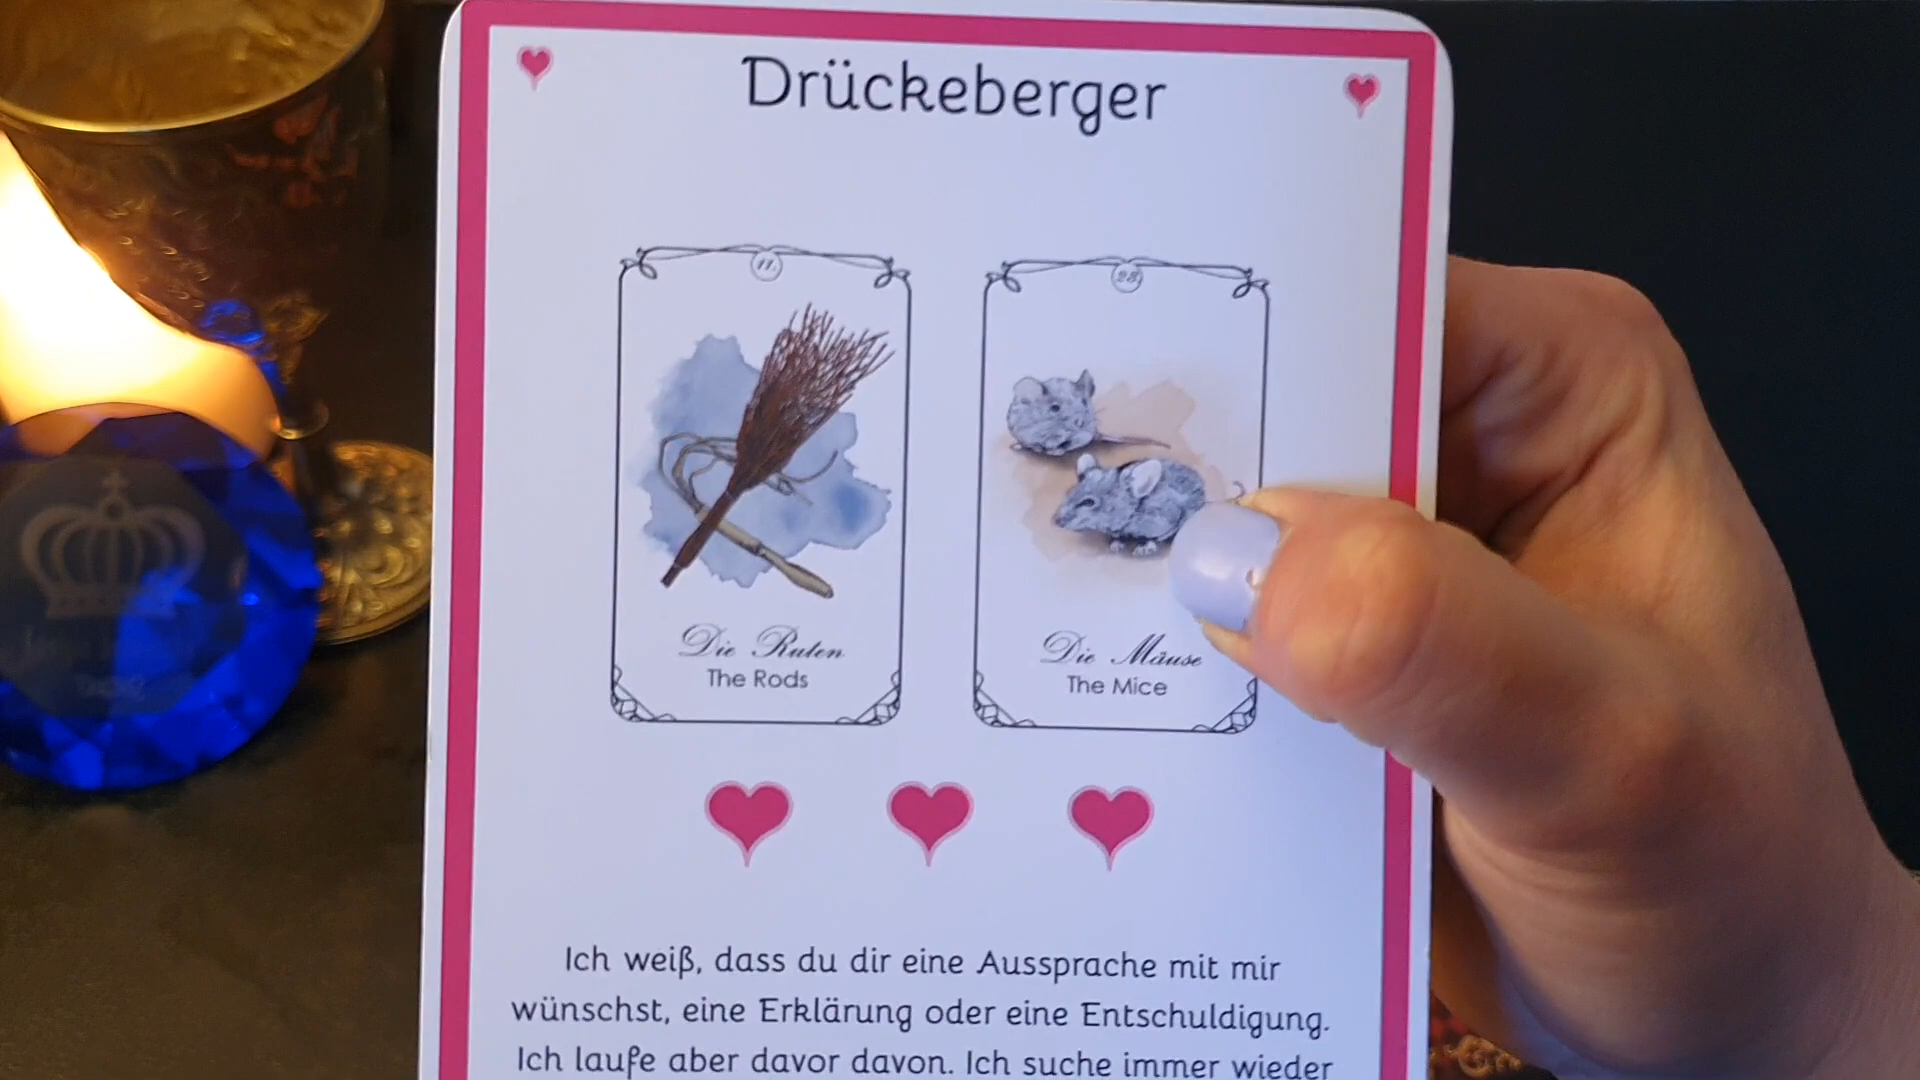 Drückeberger
11.
28
Die Ruten
The Rods
Die Mäuse
The Mice
Ich weiß, dass du dir eine Aussprache mit mir
wünschst, eine Erklärung oder eine Entschuldigung.
Ich laufe aber davor davon. Ich suche immer wieder